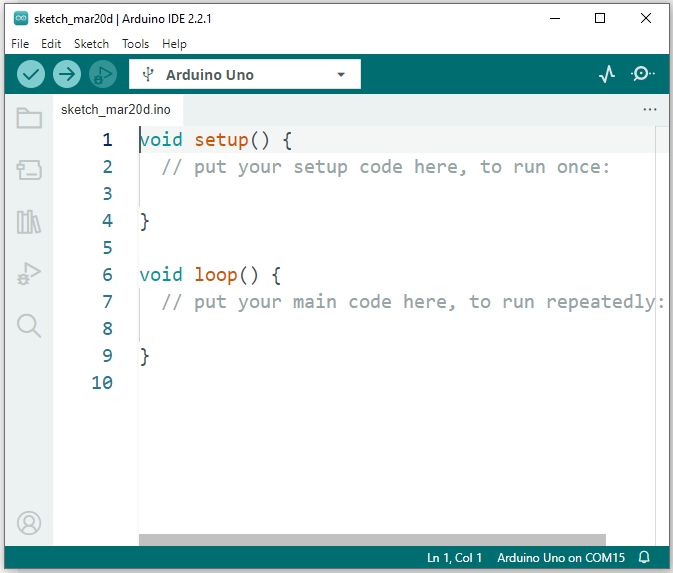 sketch_mar20d | Arduino IDE 2.2.1
File Edit Sketch Tools Help
Arduino Uno
sketch_mar20d.ino
1 void setup() {
2   // put your setup code here, to run once:
3
4 }
5
6 void loop() {
7   // put your main code here, to run repeatedly:
8
9 }
10
Ln 1, Col 1 Arduino Uno on COM15